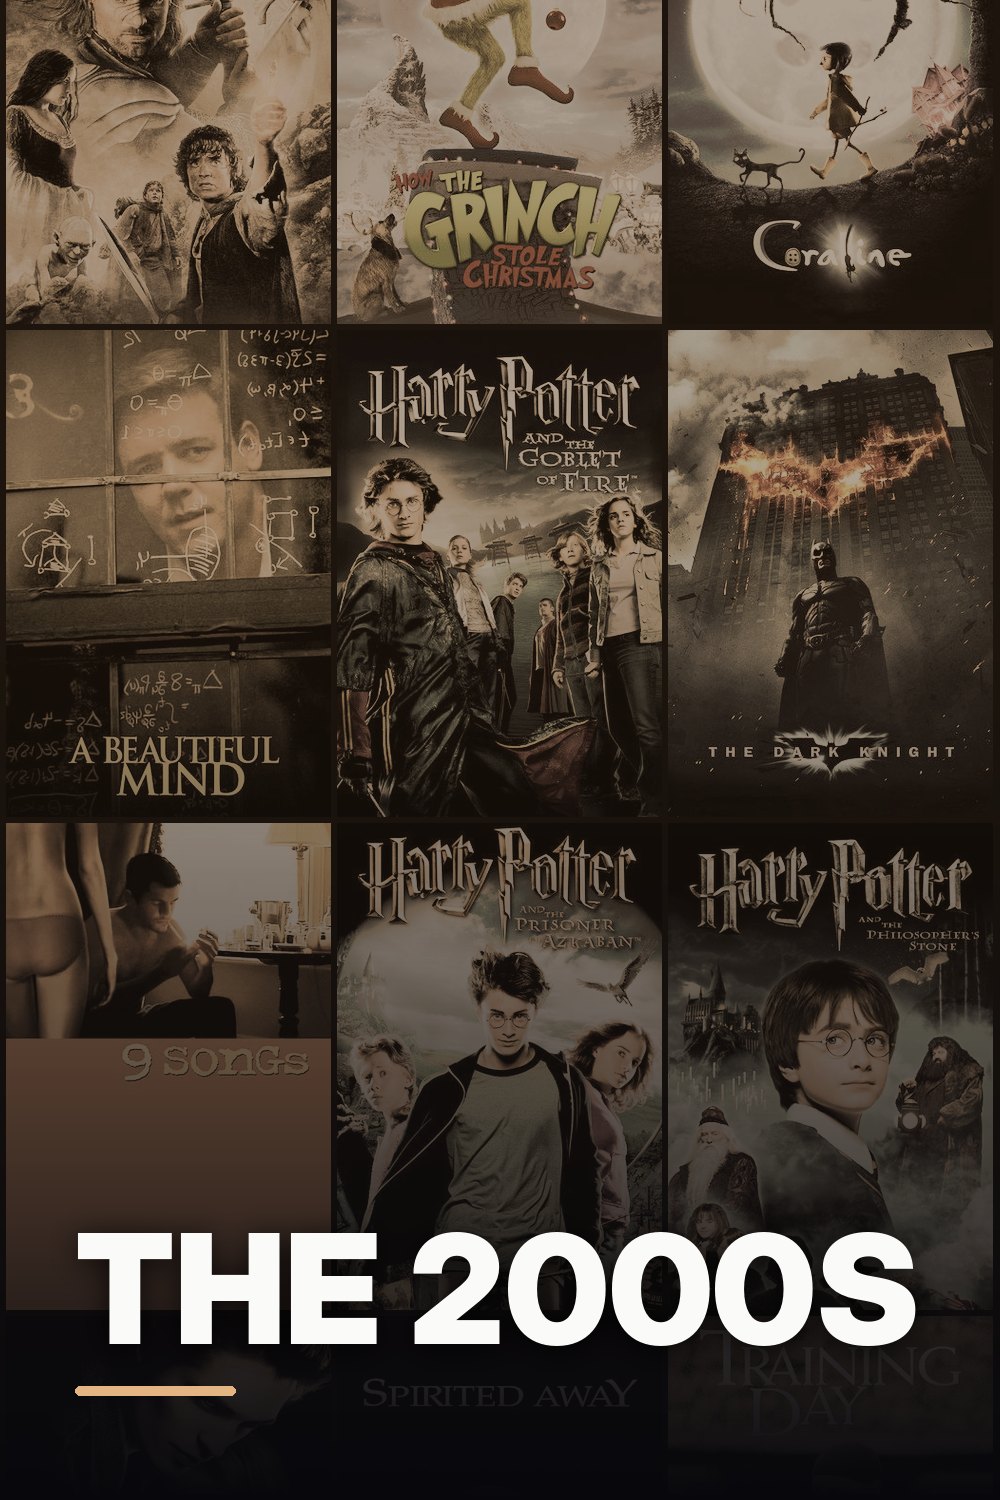 HOW THE
GRINCH
STOLE
CHRISTMAS
Coraline
A BEAUTIFUL
MIND
Harry Potter
AND THE
GOBLET
OF FIRE
THE DARK KNIGHT
9 SONGS
Harry Potter
AND THE
PRISONER
OF AZKABAN
Harry Potter
AND THE
PHILOSOPHER'S
STONE
THE 2000S
SPIRITED AWAY
TRAINING
DAY